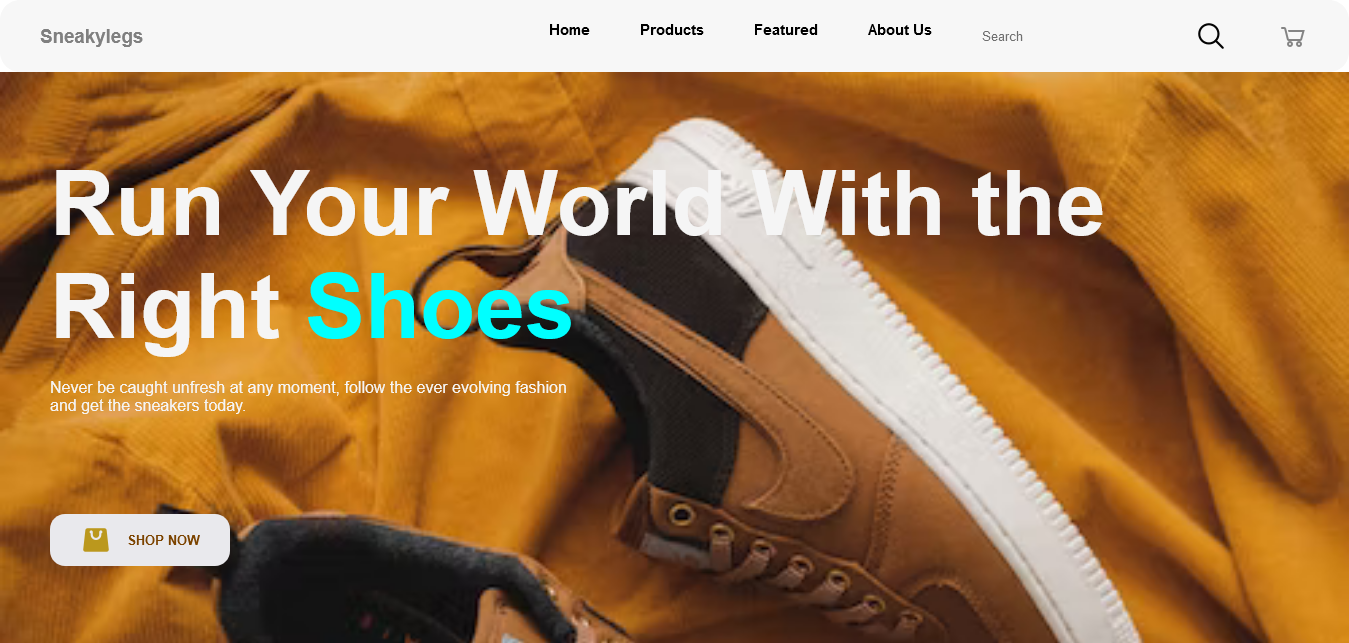 Sneakylegs
Home Products Featured About Us Search
Run Your World With the
Right Shoes
Never be caught unfresh at any moment, follow the ever evolving fashion
and get the sneakers today.
SHOP NOW